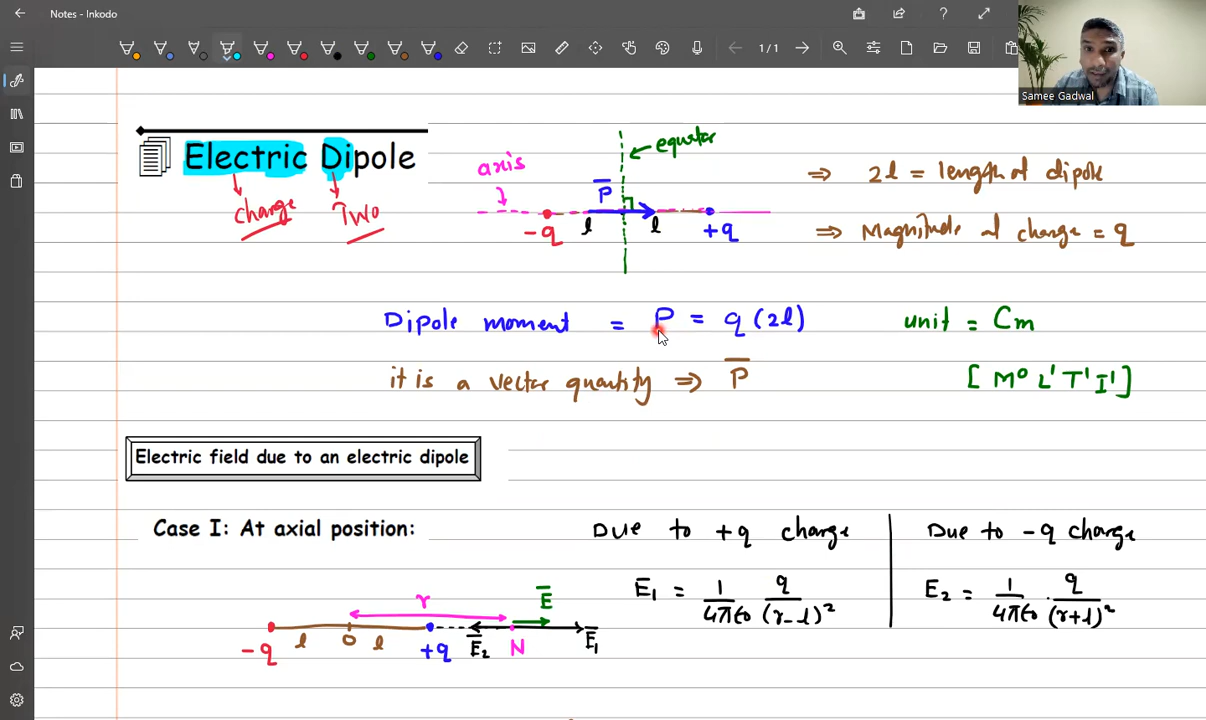 Notes - Inkodo
1/1
Samee Gadwal
Electric Dipole
charge
Two
axis
equator
P
-q
l
l
+q
⇒ 2l = length of dipole
⇒ Magnitude of charge = q
Dipole moment = P = q (2l)
unit = Cm
it is a vector quantity ⇒ P
[ M⁰ L¹ T¹ I¹ ]
Electric field due to an electric dipole
Case I: At axial position:
Due to +q charge
Due to -q charge
E₁ = 1/4πε₀ q/(r-l)²
E₂ = 1/4πε₀ . q/(r+l)²
r
E
-q
l
O
l
+q
E₂
N
E₁